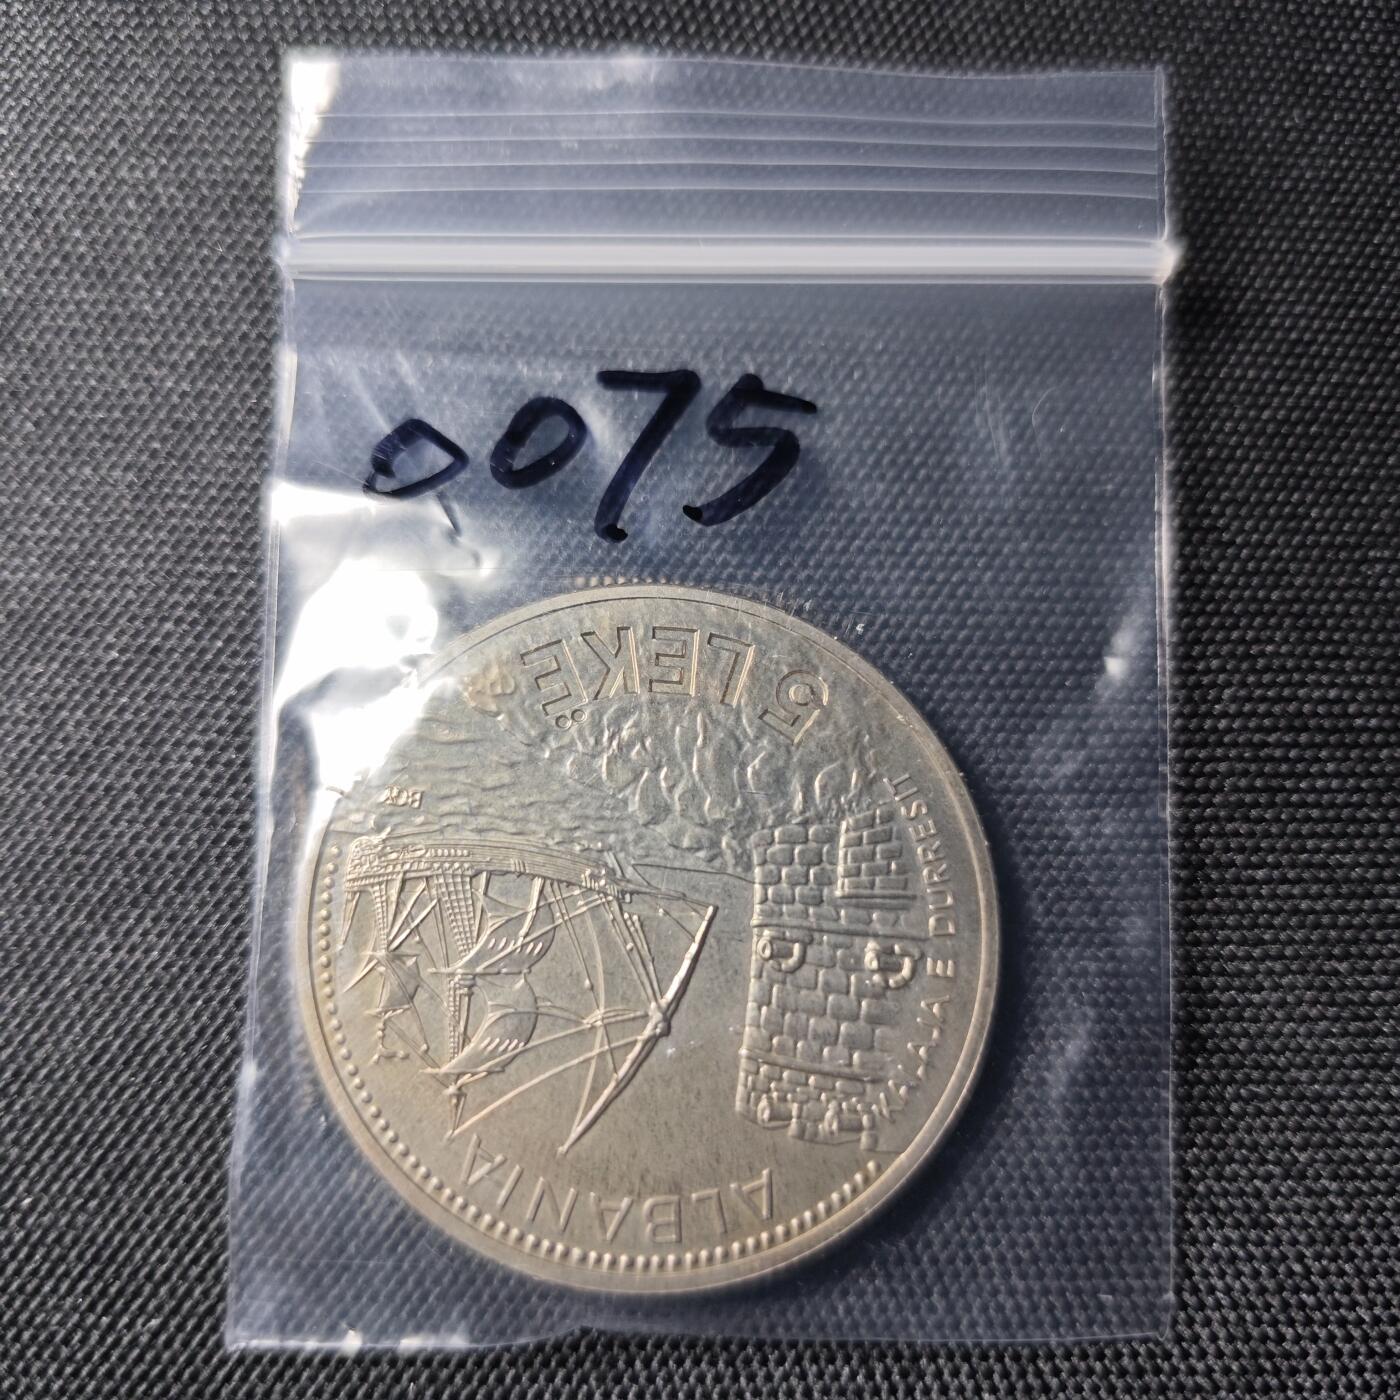 0075
5 LEKË
KALAJA E DURRESIT
ALBANIA